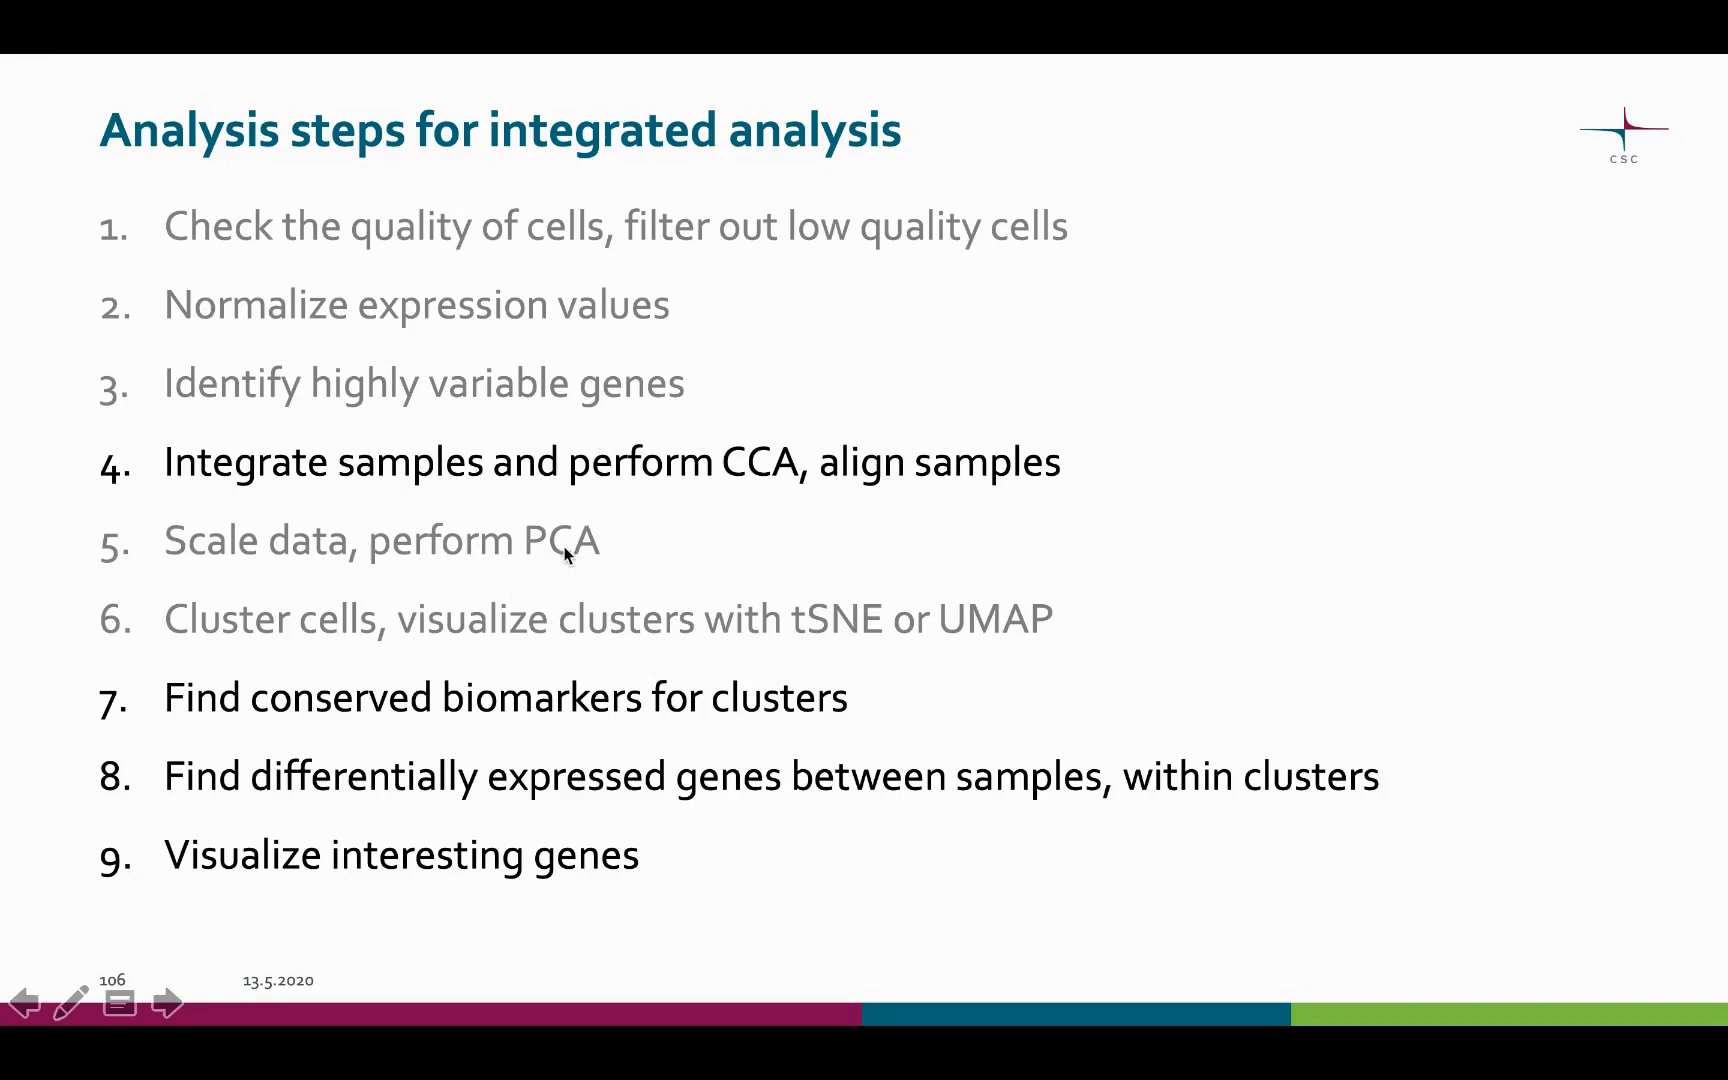 Analysis steps for integrated analysis
CSC
1. Check the quality of cells, filter out low quality cells
2. Normalize expression values
3. Identify highly variable genes
4. Integrate samples and perform CCA, align samples
5. Scale data, perform PCA
6. Cluster cells, visualize clusters with tSNE or UMAP
7. Find conserved biomarkers for clusters
8. Find differentially expressed genes between samples, within clusters
9. Visualize interesting genes
106 13.5.2020